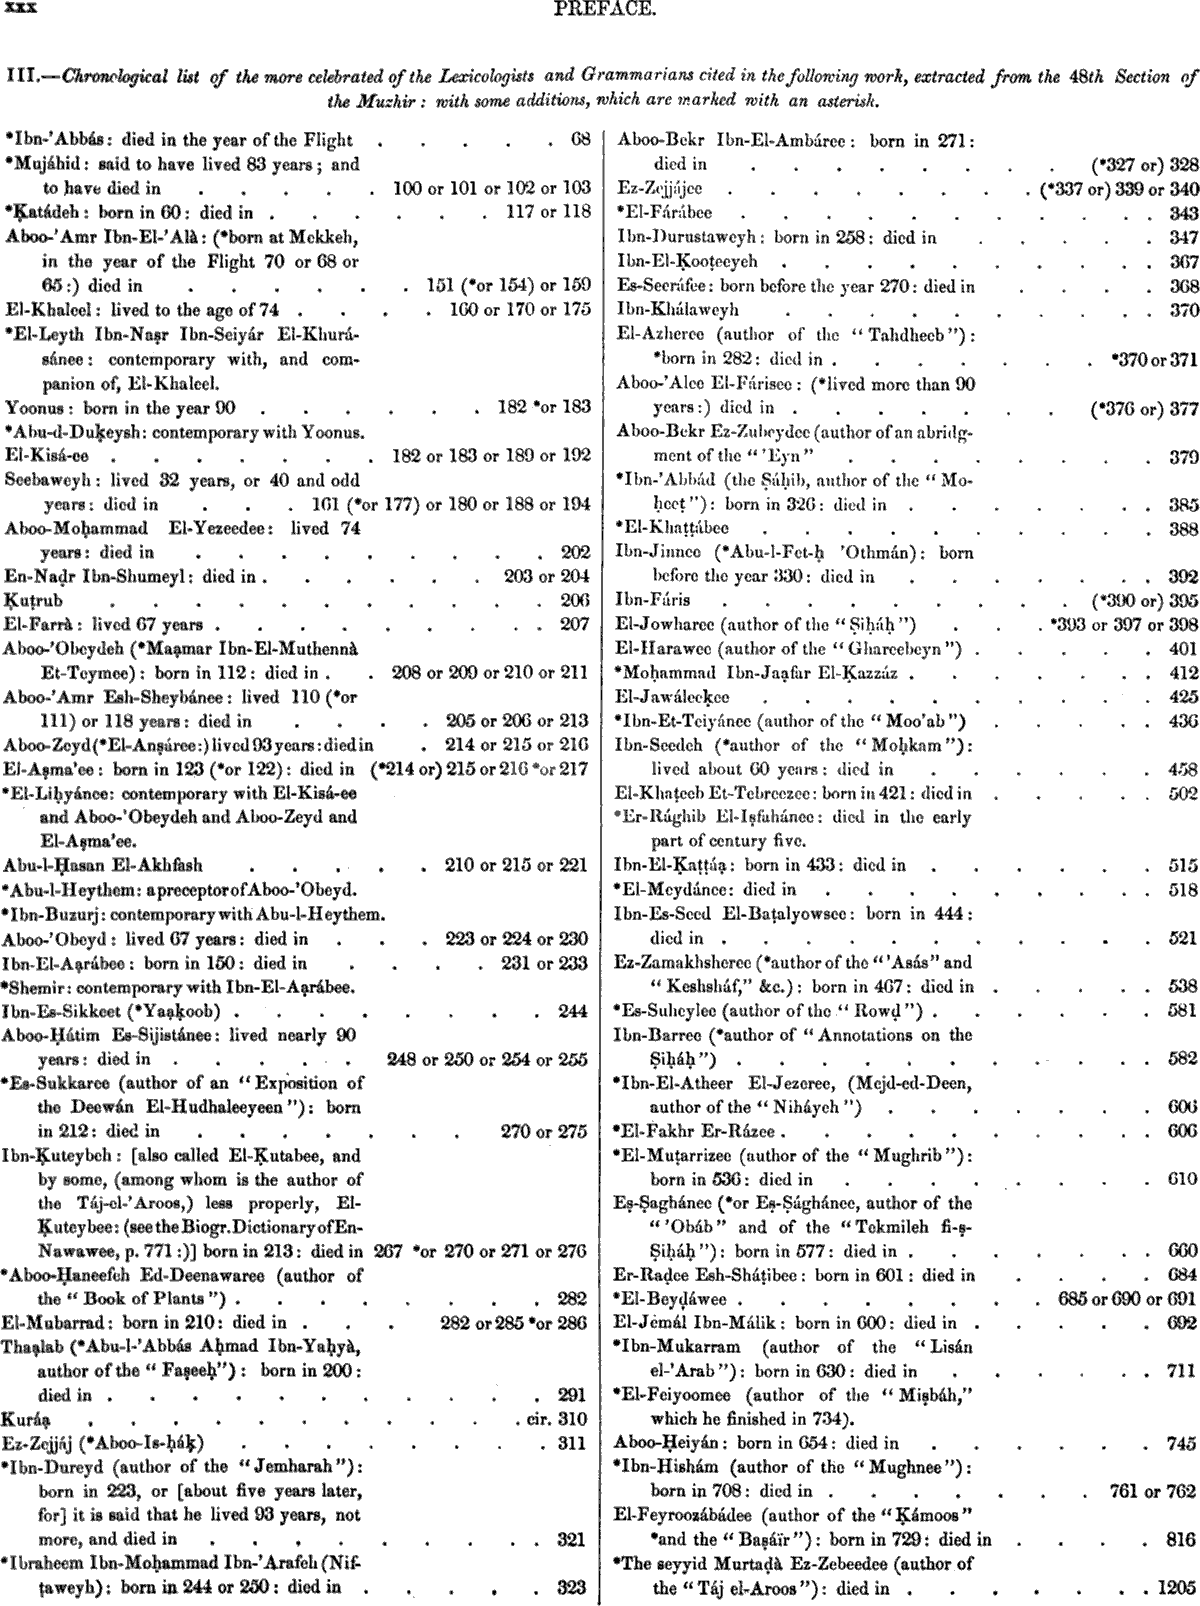 xxx
PREFACE.
III.—Chronological list of the more celebrated of the Lexicologists and Grammarians cited in the following work, extracted from the 48th Section of
the Muzhir: with some additions, which are marked with an asterisk.
*Ibn-'Abbás: died in the year of the Flight . . . . . 68
*Mujáhid: said to have lived 83 years; and
to have died in . . . . . 100 or 101 or 102 or 103
*Ḳatádeh: born in 60: died in . . . . . . 117 or 118
Aboo-'Amr Ibn-El-'Alà: (*born at Mekkeh,
in the year of the Flight 70 or 68 or
65:) died in . . . . . . 151 (*or 154) or 159
El-Khaleel: lived to the age of 74 . . . . 160 or 170 or 175
*El-Leyth Ibn-Naṣr Ibn-Seiyár El-Khurá-
sánee: contemporary with, and com-
panion of, El-Khaleel.
Yoonus: born in the year 90 . . . . . . 182 *or 183
*Abu-d-Duḳeysh: contemporary with Yoonus.
El-Kisá-ee . . . . . . . 182 or 183 or 189 or 192
Seebaweyh: lived 32 years, or 40 and odd
years: died in . . . 161 (*or 177) or 180 or 188 or 194
Aboo-Moḥammad El-Yezeedee: lived 74
years: died in . . . . . . . . . 202
En-Naḍr Ibn-Shumeyl: died in . . . . . . 203 or 204
Ḳuṭrub . . . . . . . . . . . 206
El-Farrà: lived 67 years . . . . . . . . . 207
Aboo-'Obeydeh (*Maạmar Ibn-El-Muthennà
Et-Teymee): born in 112: died in . . 208 or 209 or 210 or 211
Aboo-'Amr Esh-Sheybánee: lived 110 (*or
111) or 118 years: died in . . . . 205 or 206 or 213
Aboo-Zeyd (*El-Anṣáree:) lived 93 years: died in . 214 or 215 or 216
El-Aṣma'ee: born in 123 (*or 122): died in (*214 or) 215 or 216 *or 217
*El-Liḥyánee: contemporary with El-Kisá-ee
and Aboo-'Obeydeh and Aboo-Zeyd and
El-Aṣma'ee.
Abu-l-Ḥasan El-Akhfash . . . . . 210 or 215 or 221
*Abu-l-Heythem: a preceptor of Aboo-'Obeyd.
*Ibn-Buzurj: contemporary with Abu-l-Heythem.
Aboo-'Obeyd: lived 67 years: died in . . . 223 or 224 or 230
Ibn-El-Aạrábee: born in 150: died in . . . . 231 or 233
*Shemir: contemporary with Ibn-El-Aạrábee.
Ibn-Es-Sikkeet (*Yaạḳoob) . . . . . . . . 244
Aboo-Ḥátim Es-Sijistánee: lived nearly 90
years: died in . . . . . 248 or 250 or 254 or 255
*Es-Sukkaree (author of an "Exposition of
the Deewán El-Hudhaleeyeen"): born
in 212: died in . . . . . . . 270 or 275
Ibn-Ḳuteybeh: [also called El-Ḳutabee, and
by some, (among whom is the author of
the Táj-el-'Aroos,) less properly, El-
Ḳuteybee: (see the Biogr. Dictionary of En-
Nawawee, p. 771:)] born in 213: died in 267 *or 270 or 271 or 276
*Aboo-Ḥaneefeh Ed-Deenawaree (author of
the "Book of Plants") . . . . . . . . 282
El-Mubarrad: born in 210: died in . . . 282 or 285 *or 286
Thaạlab (*Abu-l-'Abbás Aḥmad Ibn-Yaḥyà,
author of the "Faṣeeḥ"): born in 200:
died in . . . . . . . . . . . 291
Kuráạ . . . . . . . . . . . cir. 310
Ez-Zejjáj (*Aboo-Is-ḥáḳ) . . . . . . . . 311
*Ibn-Dureyd (author of the "Jemharah"):
born in 223, or [about five years later,
for] it is said that he lived 93 years, not
more, and died in . . . . . . . . . 321
*Ibraheem Ibn-Moḥammad Ibn-'Arafeh (Nif-
ṭaweyh): born in 244 or 250: died in . . . . . 323
Aboo-Bekr Ibn-El-Ambáree: born in 271:
died in . . . . . . . . (*327 or) 328
Ez-Zejjájee . . . . . . . . (*337 or) 339 or 340
*El-Fárábee . . . . . . . . . . 343
Ibn-Durustaweyh: born in 258: died in . . . . . 347
Ibn-El-Ḳooṭeeyeh . . . . . . . . . 367
Es-Seeráfee: born before the year 270: died in . . . . 368
Ibn-Khálaweyh . . . . . . . . . 370
El-Azheree (author of the "Tahdheeb"):
*born in 282: died in . . . . . . . *370 or 371
Aboo-'Alee El-Fárisee: (*lived more than 90
years:) died in . . . . . . . (*376 or) 377
Aboo-Bekr Ez-Zubeydee (author of an abridg-
ment of the "'Eyn" . . . . . . . . 379
*Ibn-'Abbád (the Ṣáḥib, author of the "Mo-
ḥeeṭ"): born in 326: died in . . . . . . 385
*El-Khaṭṭábee . . . . . . . . . 388
Ibn-Jinnee (*Abu-l-Fet-ḥ 'Othmán): born
before the year 330: died in . . . . . . 392
Ibn-Fáris . . . . . . . . . (*390 or) 395
El-Jowharee (author of the "Ṣiḥáḥ") . . . *393 or 397 or 398
El-Harawee (author of the "Ghareebeyn") . . . . . 401
*Moḥammad Ibn-Jaạfar El-Ḳazzáz . . . . . . . 412
El-Jawáleeḳee . . . . . . . . . 425
*Ibn-Et-Teiyánee (author of the "Moo'ab") . . . . . 436
Ibn-Seedeh (*author of the "Moḥkam"):
lived about 60 years: died in . . . . . . 458
El-Khaṭeeb Et-Tebreezee: born in 421: died in . . . . 502
*Er-Rághib El-Iṣfahánee: died in the early
part of century five.
Ibn-El-Ḳaṭṭáạ: born in 433: died in . . . . . . 515
*El-Meydánee: died in . . . . . . . . 518
Ibn-Es-Seed El-Baṭalyowsee: born in 444:
died in . . . . . . . . . . . 521
Ez-Zamakhsheree (*author of the "'Asás" and
"Keshsháf," &c.): born in 467: died in . . . . 538
*Es-Suheylee (author of the "Rowḍ") . . . . . . 581
Ibn-Barree (*author of "Annotations on the
Ṣiḥáḥ") . . . . . . . . . . 582
*Ibn-El-Atheer El-Jezeree, (Mejd-ed-Deen,
author of the "Niháyeh") . . . . . . . 606
*El-Fakhr Er-Rázee . . . . . . . . . . 606
*El-Muṭarrizee (author of the "Mughrib"):
born in 536: died in . . . . . . . . 610
Eṣ-Ṣaghánee (*or Eṣ-Ṣághánee, author of the
"'Obáb" and of the "Tekmileh fi-ṣ-
Ṣiḥáḥ"): born in 577: died in . . . . . . . 660
Er-Raḍee Esh-Sháṭibee: born in 601: died in . . . . 684
*El-Beyḍáwee . . . . . . . . 685 or 690 or 691
El-Jemál Ibn-Málik: born in 600: died in . . . . . 692
*Ibn-Mukarram (author of the "Lisán
el-'Arab"): born in 630: died in . . . . . . 711
*El-Feiyoomee (author of the "Miṣbáḥ,"
which he finished in 734).
Aboo-Ḥeiyán: born in 654: died in . . . . . . 745
*Ibn-Hishám (author of the "Mughnee"):
born in 708: died in . . . . . . . 761 or 762
El-Feyroozábádee (author of the "Ḳámoos"
*and the "Baṣáïr"): born in 729: died in . . . . 816
*The seyyid Murtaḍà Ez-Zebeedee (author of
the "Táj el-Aroos"): died in . . . . . . . 1205